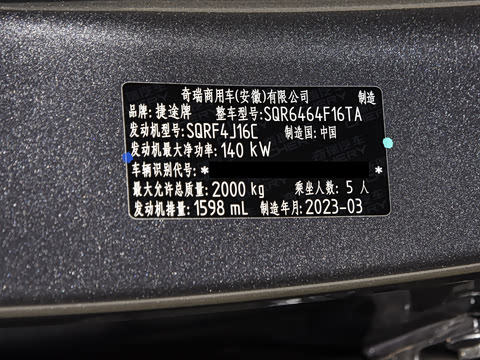 奇瑞商用车(安徽)有限公司 制造
品牌: 捷途牌 整车型号: SQR6464F16TA
发动机型号: SQRF4J16C 制造国: 中国
发动机最大净功率: 140 kW
车辆识别代号: * *
最大允许总质量: 2000 kg 乘坐人数: 5 人
发动机排量: 1598 mL 制造年月: 2023-03